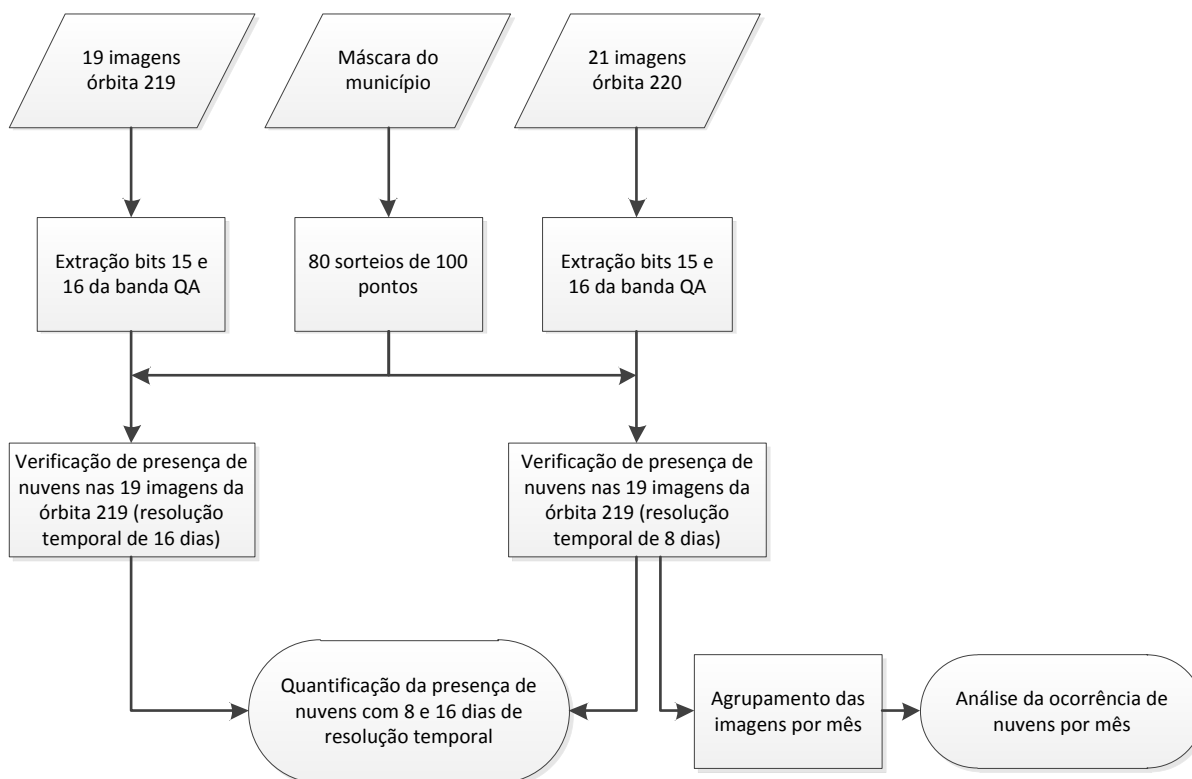 19 imagens
órbita 219
Máscara do
município
21 imagens
órbita 220
Extração bits 15 e
16 da banda QA
80 sorteios de 100
pontos
Extração bits 15 e
16 da banda QA
Verificação de presença de
nuvens nas 19 imagens da
órbita 219 (resolução
temporal de 16 dias)
Verificação de presença de
nuvens nas 19 imagens da
órbita 219 (resolução
temporal de 8 dias)
Quantificação da presença de
nuvens com 8 e 16 dias de
resolução temporal
Agrupamento das
imagens por mês
Análise da ocorrência de
nuvens por mês